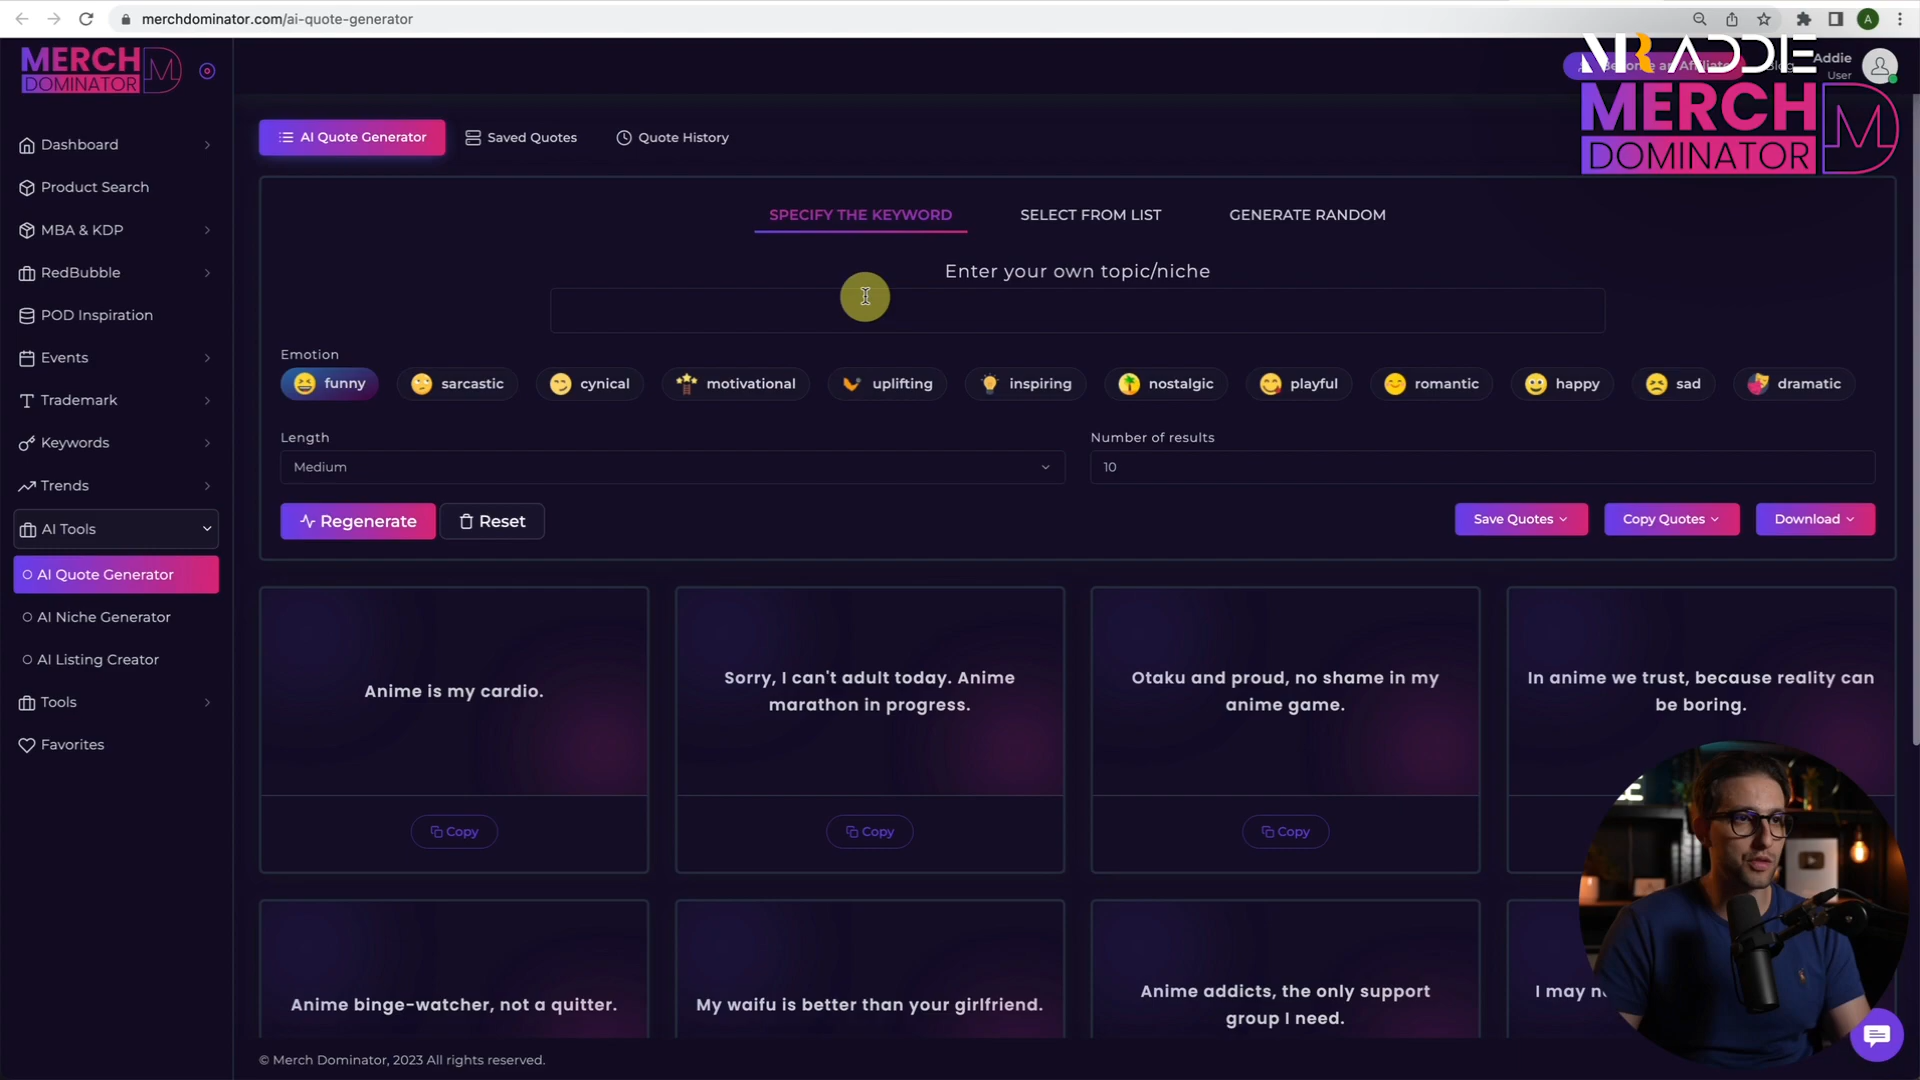 merchdominator.com/ai-quote-generator
A
MERCH
DOMINATOR
MR ADDIE
Addie
User
MERCH
DOMINATOR
Dashboard
Product Search
MBA & KDP
RedBubble
POD Inspiration
Events
Trademark
Keywords
Trends
AI Tools
AI Quote Generator
AI Niche Generator
AI Listing Creator
Tools
Favorites
AI Quote Generator
Saved Quotes
Quote History
SPECIFY THE KEYWORD
SELECT FROM LIST
GENERATE RANDOM
Enter your own topic/niche
Emotion
funny
sarcastic
cynical
motivational
uplifting
inspiring
nostalgic
playful
romantic
happy
sad
dramatic
Length
Number of results
Medium
10
Regenerate
Reset
Save Quotes
Copy Quotes
Download
Anime is my cardio.
Copy
Sorry, I can't adult today. Anime
marathon in progress.
Copy
Otaku and proud, no shame in my
anime game.
Copy
In anime we trust, because reality can
be boring.
Anime binge-watcher, not a quitter.
My waifu is better than your girlfriend.
Anime addicts, the only support
group I need.
I may
© Merch Dominator, 2023 All rights reserved.